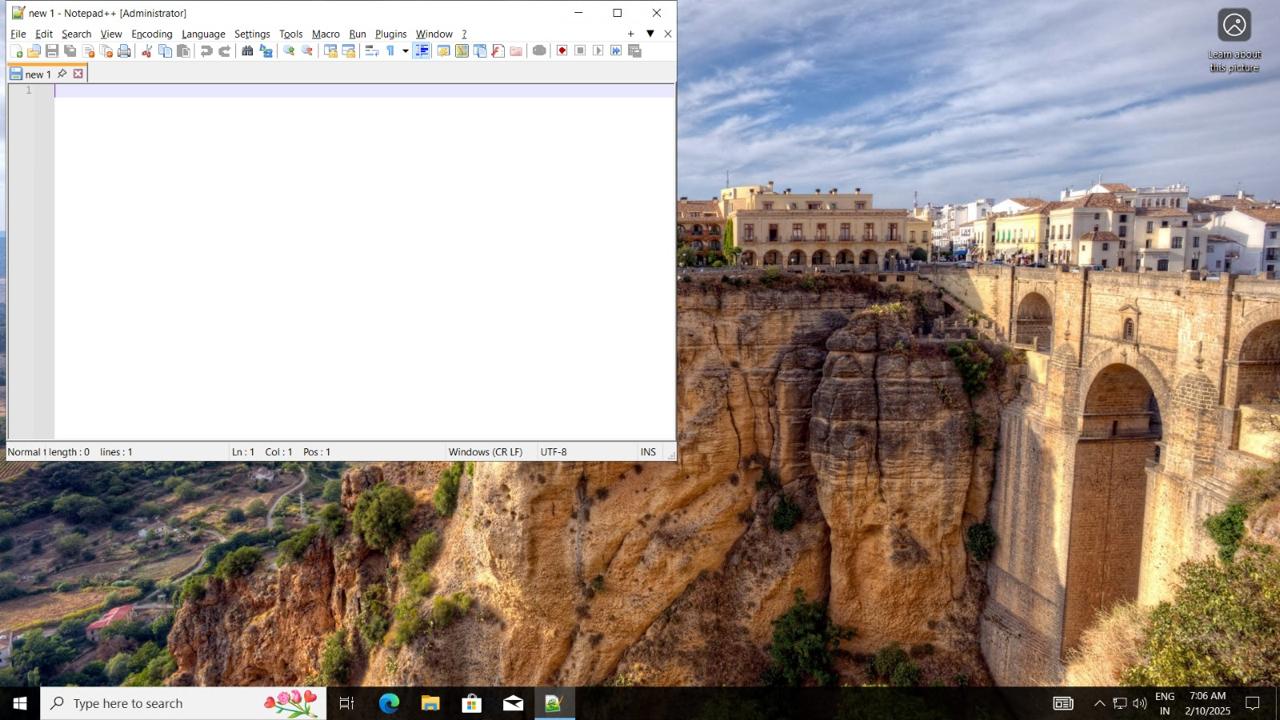 new 1 - Notepad++ [Administrator]
File Edit Search View Encoding Language Settings Tools Macro Run Plugins Window ?
+ ▼ X
new 1
1
Normal t length : 0 lines : 1 Ln : 1 Col : 1 Pos : 1 Windows (CR LF) UTF-8 INS
Learn about
this picture
Type here to search
ENG
IN
7:06 AM
2/10/2025